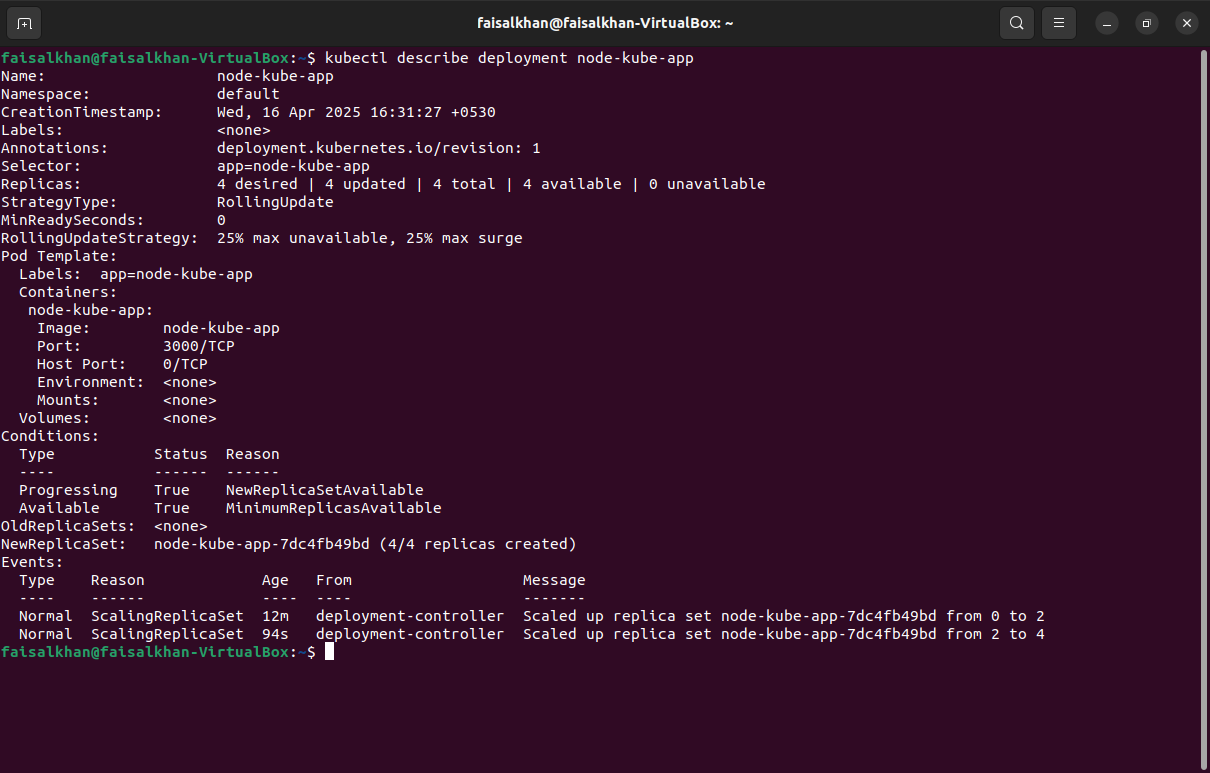 faisalkhan@faisalkhan-VirtualBox: ~
faisalkhan@faisalkhan-VirtualBox:~$ kubectl describe deployment node-kube-app
Name:                   node-kube-app
Namespace:              default
CreationTimestamp:      Wed, 16 Apr 2025 16:31:27 +0530
Labels:                 <none>
Annotations:            deployment.kubernetes.io/revision: 1
Selector:               app=node-kube-app
Replicas:               4 desired | 4 updated | 4 total | 4 available | 0 unavailable
StrategyType:           RollingUpdate
MinReadySeconds:        0
RollingUpdateStrategy:  25% max unavailable, 25% max surge
Pod Template:
  Labels:  app=node-kube-app
  Containers:
   node-kube-app:
    Image:        node-kube-app
    Port:         3000/TCP
    Host Port:    0/TCP
    Environment:  <none>
    Mounts:       <none>
  Volumes:        <none>
Conditions:
  Type           Status  Reason
  ----           ------  ------
  Progressing    True    NewReplicaSetAvailable
  Available      True    MinimumReplicasAvailable
OldReplicaSets:  <none>
NewReplicaSet:   node-kube-app-7dc4fb49bd (4/4 replicas created)
Events:
  Type    Reason             Age   From                   Message
  ----    ------             ----  ----                   -------
  Normal  ScalingReplicaSet  12m   deployment-controller  Scaled up replica set node-kube-app-7dc4fb49bd from 0 to 2
  Normal  ScalingReplicaSet  94s   deployment-controller  Scaled up replica set node-kube-app-7dc4fb49bd from 2 to 4
faisalkhan@faisalkhan-VirtualBox:~$